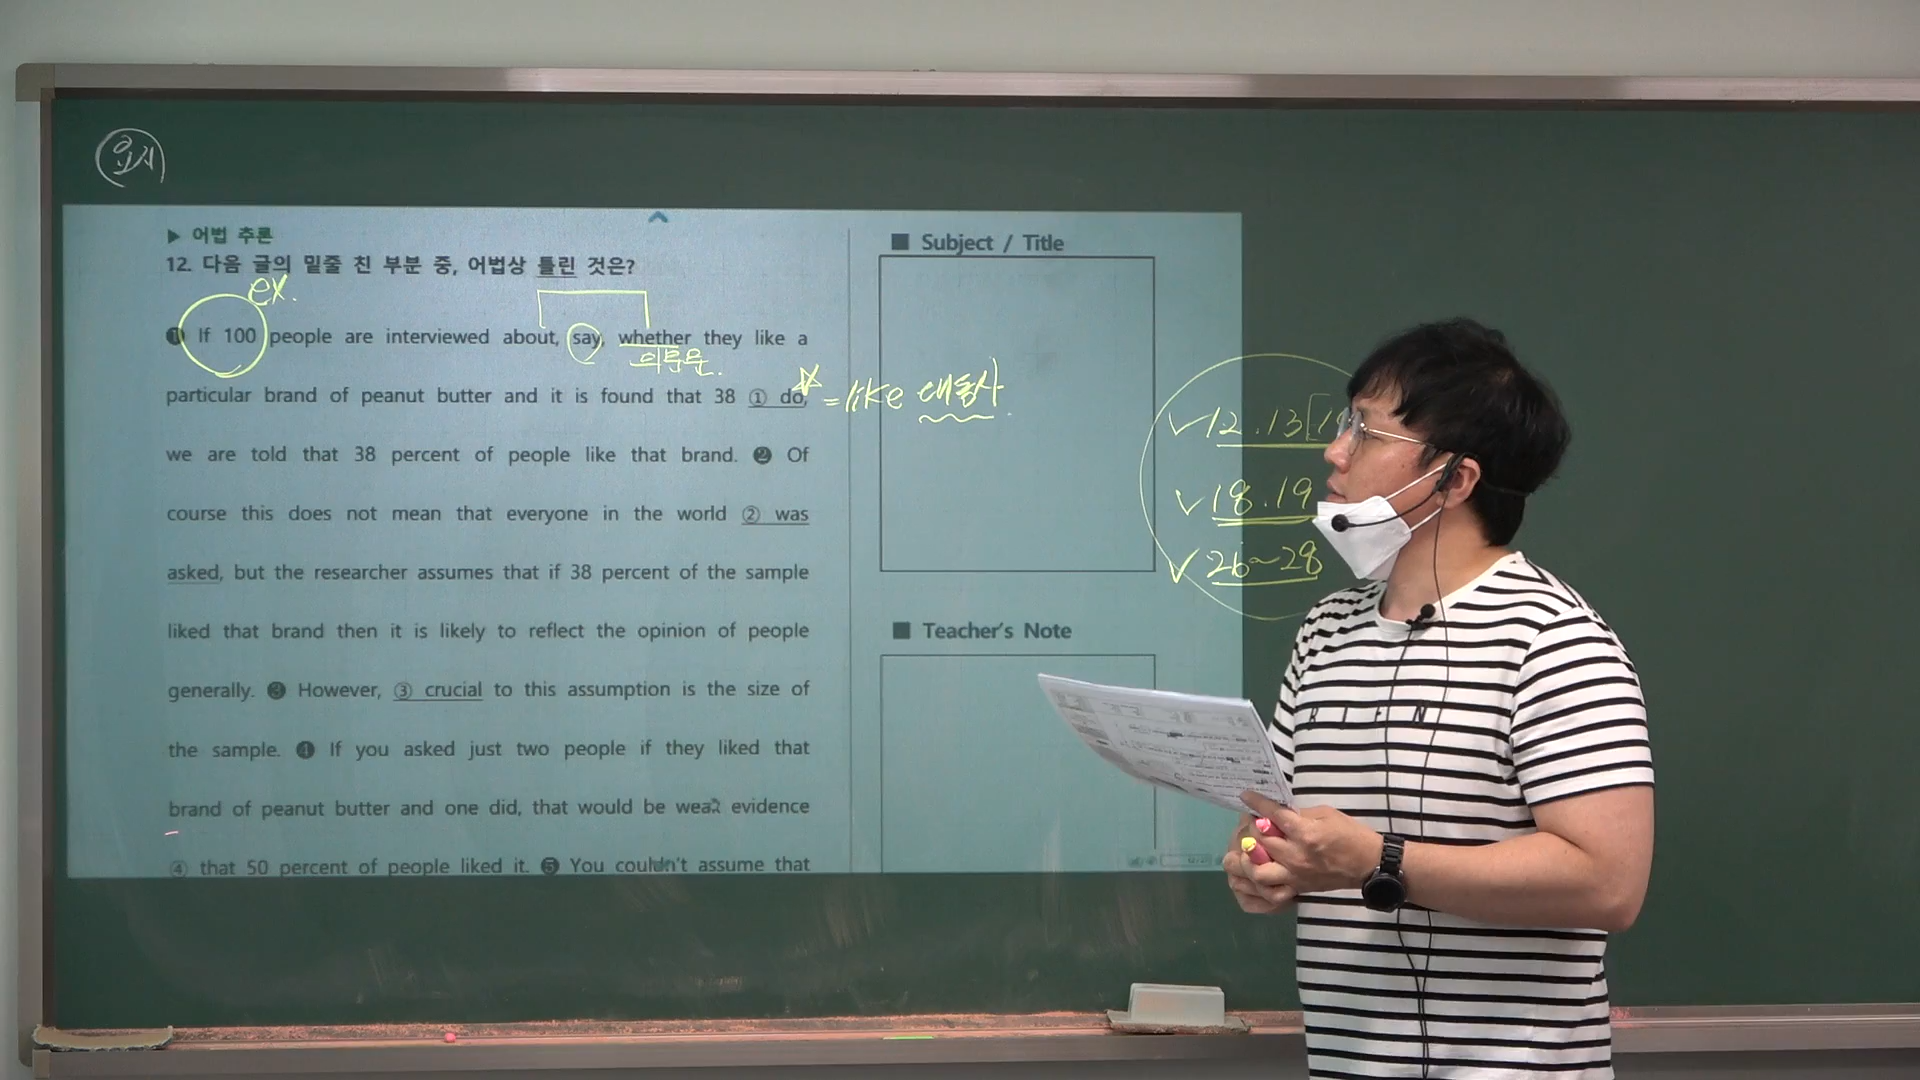 요지
▶ 어법 추론
12. 다음 글의 밑줄 친 부분 중, 어법상 틀린 것은?
ex.
❶ If 100 people are interviewed about, say, whether they like a
의문문.
particular brand of peanut butter and it is found that 38 ① do,
☆ = like 대동사
we are told that 38 percent of people like that brand. ❷ Of
course this does not mean that everyone in the world ② was
asked, but the researcher assumes that if 38 percent of the sample
liked that brand then it is likely to reflect the opinion of people
generally. ❸ However, ③ crucial to this assumption is the size of
the sample. ❹ If you asked just two people if they liked that
brand of peanut butter and one did, that would be weak evidence
④ that 50 percent of people liked it. ❺ You couldn't assume that
■ Subject / Title
■ Teacher's Note
✓12.13
✓18.19
✓26~28